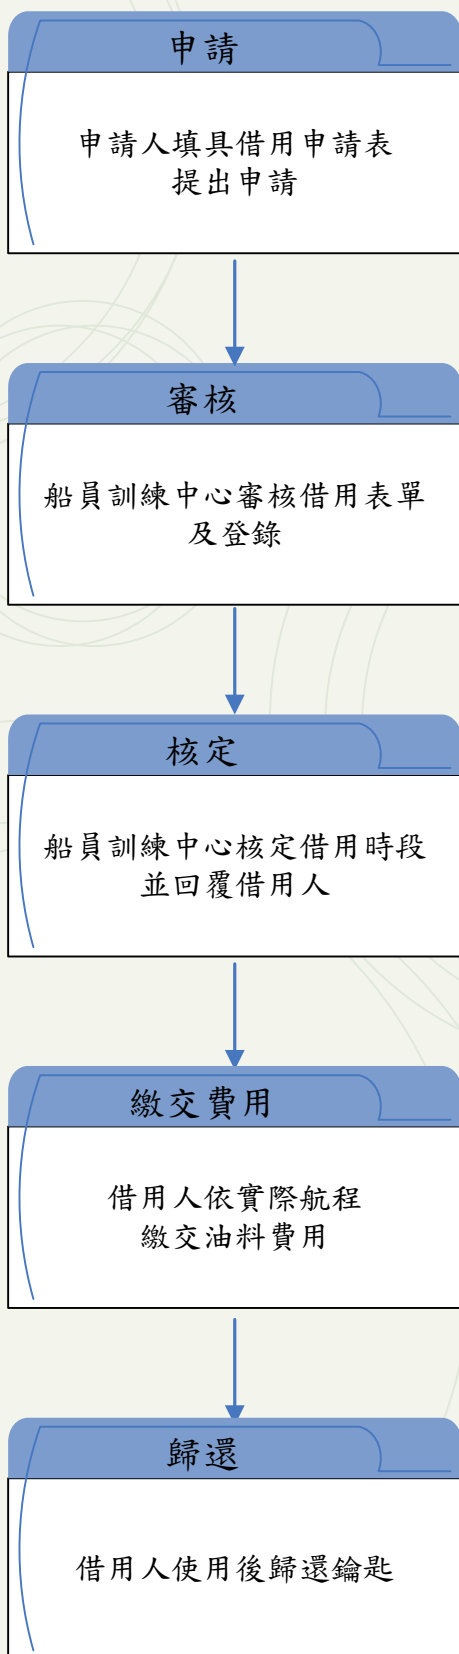 申請
申請人填具借用申請表
提出申請
審核
船員訓練中心審核借用表單
及登錄
核定
船員訓練中心核定借用時段
並回覆借用人
繳交費用
借用人依實際航程
繳交油料費用
歸還
借用人使用後歸還鑰匙